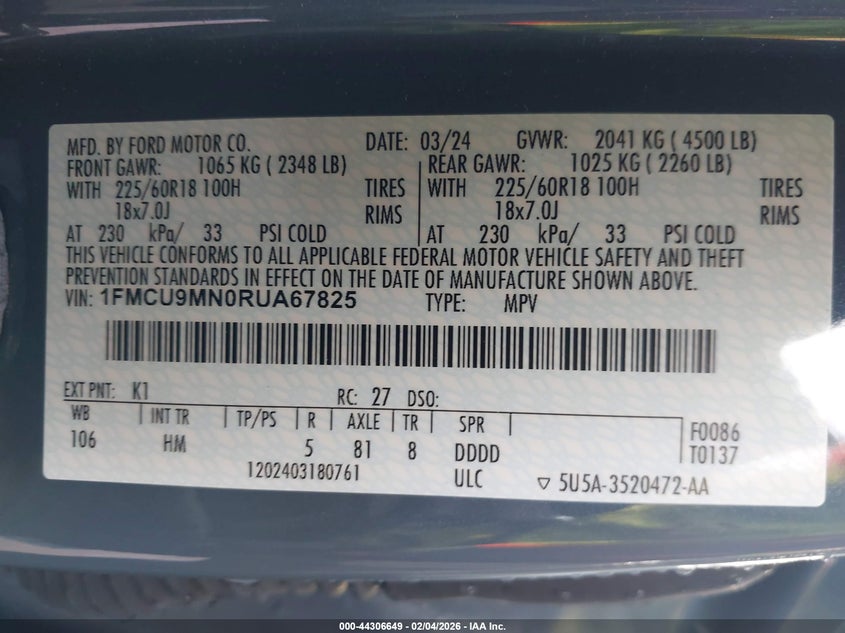 MFD. BY FORD MOTOR CO. DATE: 03/24 GVWR: 2041 KG ( 4500 LB)
FRONT GAWR: 1065 KG ( 2348 LB) REAR GAWR: 1025 KG ( 2260 LB)
WITH 225/60R18 100H TIRES WITH 225/60R18 100H TIRES
18x7.0J RIMS 18x7.0J RIMS
AT 230 kPa/ 33 PSI COLD AT 230 kPa/ 33 PSI COLD
THIS VEHICLE CONFORMS TO ALL APPLICABLE FEDERAL MOTOR VEHICLE SAFETY AND THEFT
PREVENTION STANDARDS IN EFFECT ON THE DATE OF MANUFACTURE SHOWN ABOVE.
VIN: 1FMCU9MN0RUA67825 TYPE: MPV
EXT PNT: K1 RC: 27 DSO:
WB INT TR TP/PS R AXLE TR SPR F0086
106 HM 5 81 8 DDDD T0137
1202403180761 ULC 5U5A-3520472-AA
000-44306649 - 02/04/2026 - IAA Inc.